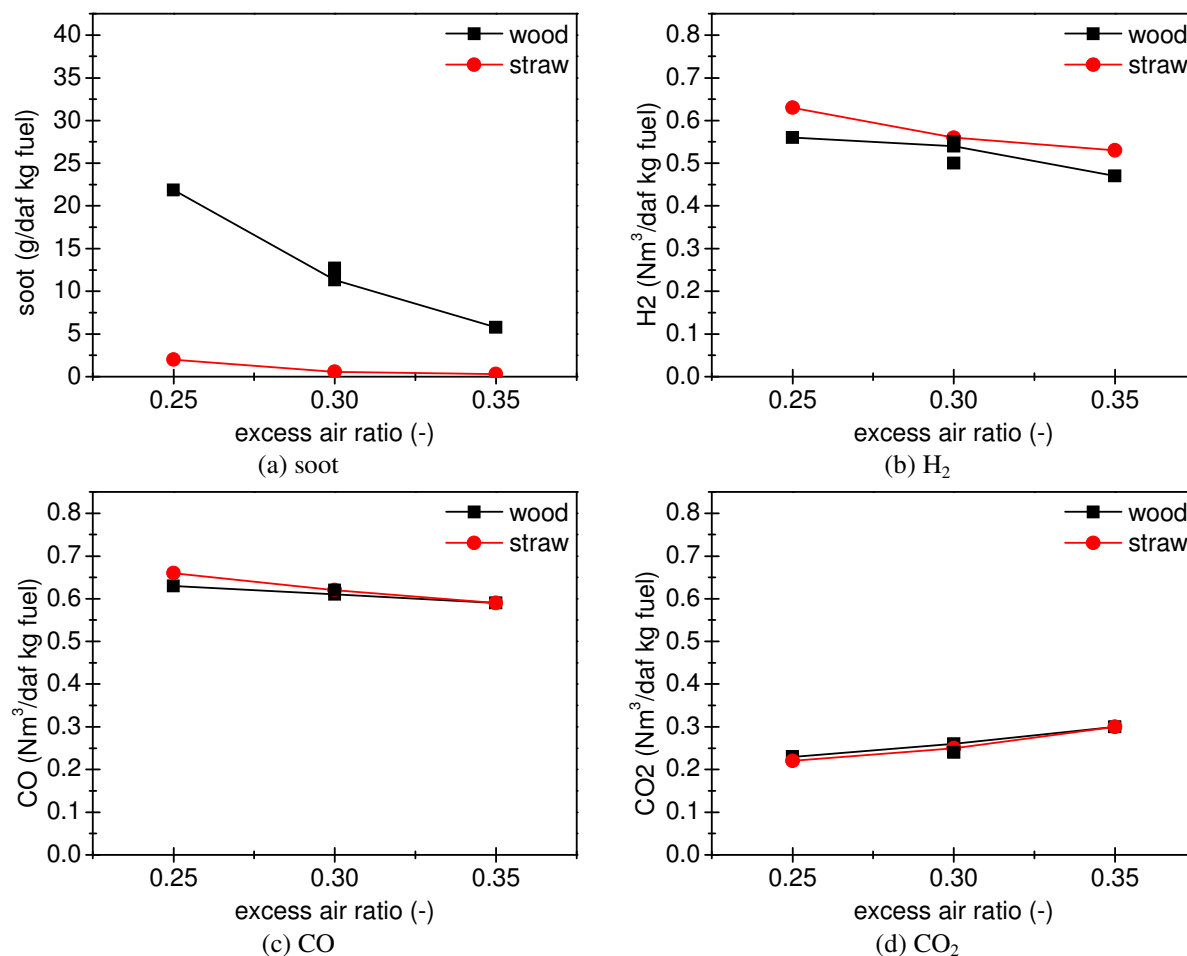 40
35
30
25
20
15
10
5
0
soot (g/daf kg fuel)
wood
straw
0.25 0.30 0.35
excess air ratio (-)
(a) soot
0.8
0.7
0.6
0.5
0.4
0.3
0.2
0.1
0.0
H2 (Nm³/daf kg fuel)
wood
straw
0.25 0.30 0.35
excess air ratio (-)
(b) H₂
0.8
0.7
0.6
0.5
0.4
0.3
0.2
0.1
0.0
CO (Nm³/daf kg fuel)
wood
straw
0.25 0.30 0.35
excess air ratio (-)
(c) CO
0.8
0.7
0.6
0.5
0.4
0.3
0.2
0.1
0.0
CO2 (Nm³/daf kg fuel)
wood
straw
0.25 0.30 0.35
excess air ratio (-)
(d) CO₂